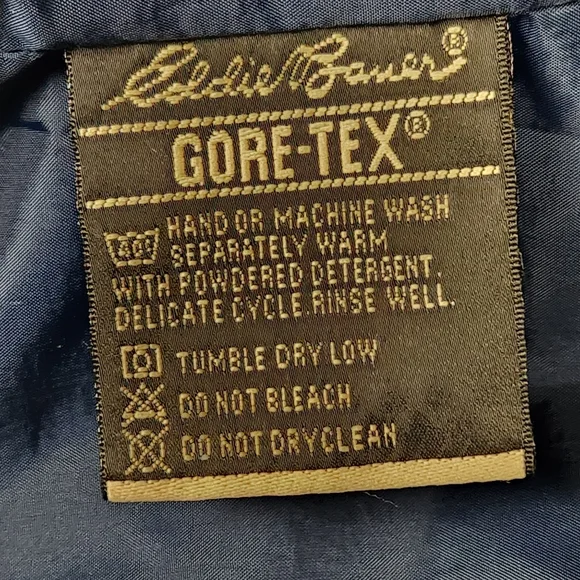 Eddie Bauer®
GORE-TEX®
40° HAND OR MACHINE WASH
SEPARATELY WARM
WITH POWDERED DETERGENT.
DELICATE CYCLE. RINSE WELL.
TUMBLE DRY LOW
DO NOT BLEACH
DO NOT DRYCLEAN